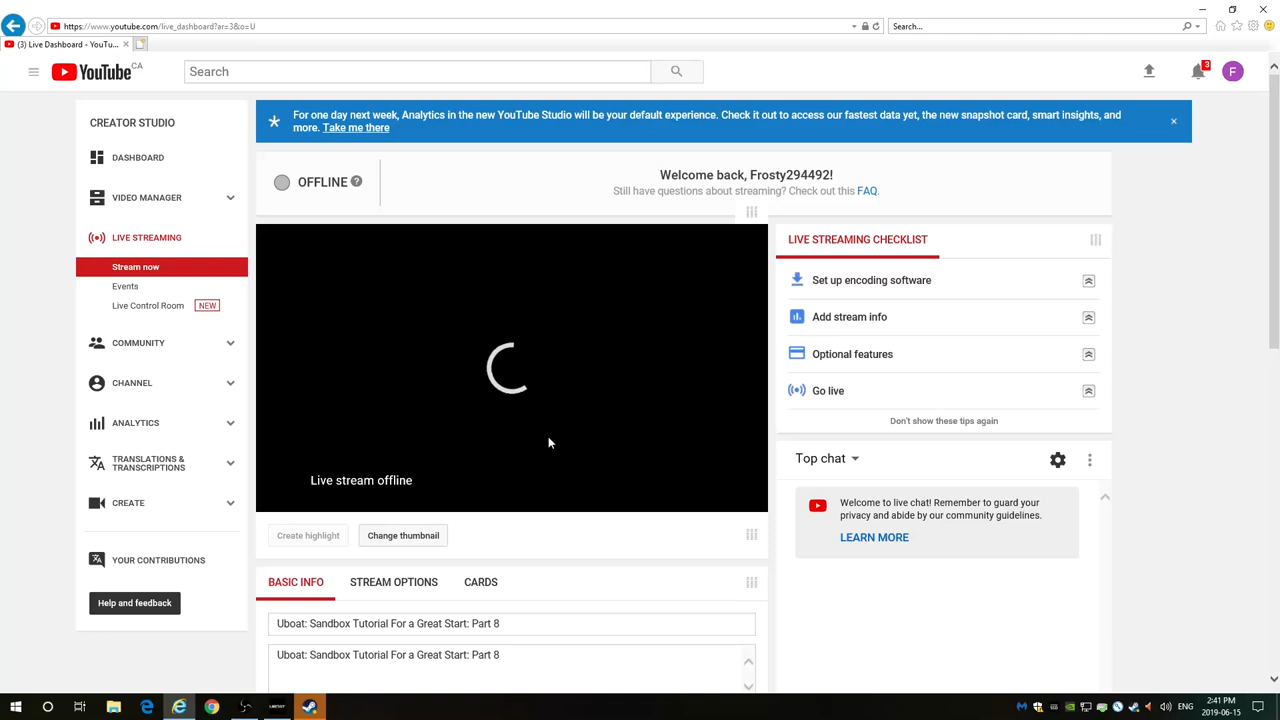 https://www.youtube.com/live_dashboard?ar=3&o=U
Search...
(3) Live Dashboard - YouTu...
YouTube CA
Search
3
F
CREATOR STUDIO
DASHBOARD
VIDEO MANAGER
LIVE STREAMING
Stream now
Events
Live Control Room NEW
COMMUNITY
CHANNEL
ANALYTICS
TRANSLATIONS &
TRANSCRIPTIONS
CREATE
YOUR CONTRIBUTIONS
Help and feedback
For one day next week, Analytics in the new YouTube Studio will be your default experience. Check it out to access our fastest data yet, the new snapshot card, smart insights, and
more. Take me there
OFFLINE
Welcome back, Frosty294492!
Still have questions about streaming? Check out this FAQ.
Live stream offline
Create highlight
Change thumbnail
BASIC INFO
STREAM OPTIONS
CARDS
Uboat: Sandbox Tutorial For a Great Start: Part 8
Uboat: Sandbox Tutorial For a Great Start: Part 8
LIVE STREAMING CHECKLIST
Set up encoding software
Add stream info
Optional features
Go live
Don't show these tips again
Top chat
Welcome to live chat! Remember to guard your
privacy and abide by our community guidelines.
LEARN MORE
ENG
2:41 PM
2019-06-15